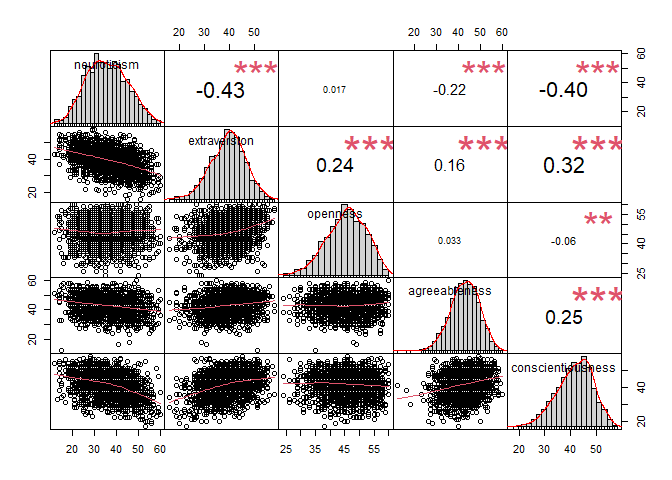 20 30 40 50
20 30 40 50 60
neuroticism
***
-0.43
0.017
***
-0.22
***
-0.40
20 40 60
20 40
extraversion
***
0.24
***
0.16
***
0.32
openness
0.033
**
-0.06
25 35 45 55
20 40 60
agreeableness
***
0.25
conscientiousness
20 40
20 30 40 50 60
25 35 45 55
20 30 40 50